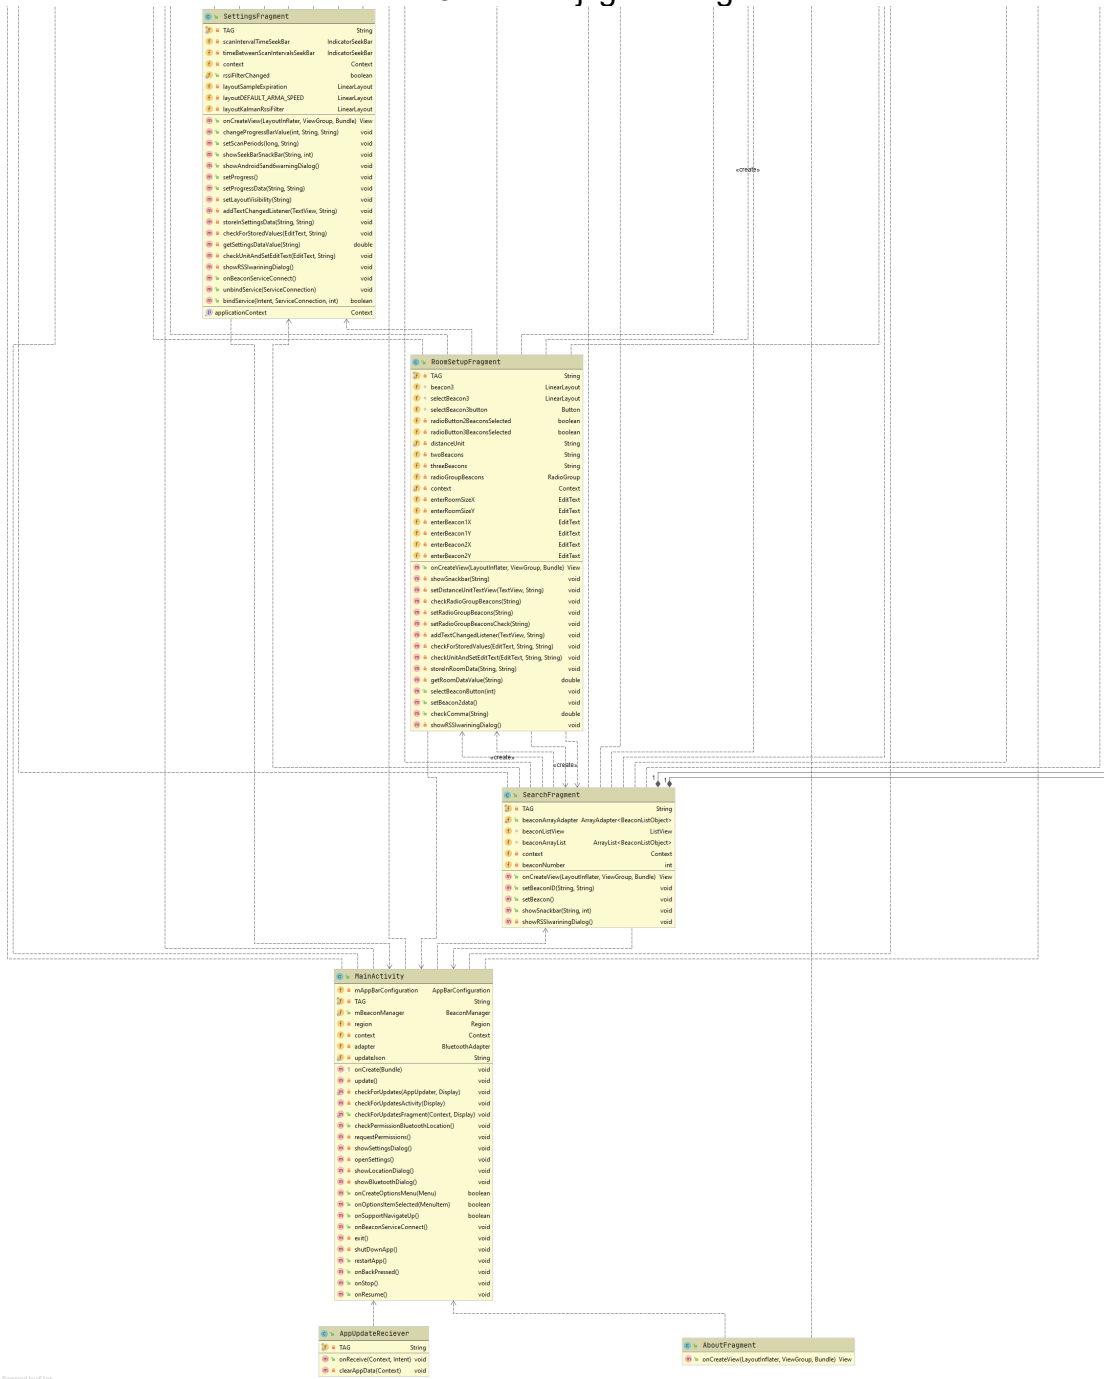 SettingsFragment
TAG String
scanIntervalTimeSeekBar IndicatorSeekBar
timeBetweenScanIntervalsSeekBar IndicatorSeekBar
context Context
rssiFilterChanged boolean
layoutSampleExpiration LinearLayout
layoutDEFAULT_ARMA_SPEED LinearLayout
layoutKalmanRssiFilter LinearLayout
onCreateView(LayoutInflater, ViewGroup, Bundle) View
changeProgressBarValue(int, String, String) void
setScanPeriods(long, String) void
showSeekBarSnackBar(String, int) void
showAndroid5and6warningDialog() void
setProgress() void
setProgressData(String, String) void
setLayoutVisibility(String) void
addTextChangedListener(TextView, String) void
storeInSettingsData(String, String) void
checkForStoredValues(EditText, String) void
getSettingsDataValue(String) double
checkUnitAndSetEditText(EditText, String) void
showRSSIwariningDialog() void
onBeaconServiceConnect() void
unbindService(ServiceConnection) void
bindService(Intent, ServiceConnection, int) boolean
applicationContext Context
«create»
RoomSetupFragment
TAG String
beacon3 LinearLayout
selectBeacon3 LinearLayout
selectBeacon3button Button
radioButton2BeaconsSelected boolean
radioButton3BeaconsSelected boolean
distanceUnit String
twoBeacons String
threeBeacons String
radioGroupBeacons RadioGroup
context Context
enterRoomSizeX EditText
enterRoomSizeY EditText
enterBeacon1X EditText
enterBeacon1Y EditText
enterBeacon2X EditText
enterBeacon2Y EditText
onCreateView(LayoutInflater, ViewGroup, Bundle) View
showSnackbar(String) void
setDistanceUnitTextView(TextView, String) void
checkRadioGroupBeacons(String) void
setRadioGroupBeacons(String) void
setRadioGroupBeaconsCheck(String) void
addTextChangedListener(TextView, String) void
checkForStoredValues(EditText, String, String) void
checkUnitAndSetEditText(EditText, String, String) void
storeInRoomData(String, String) void
getRoomDataValue(String) double
selectBeaconButton(int) void
setBeacon2data() void
checkComma(String) double
showRSSIwariningDialog() void
«create»
«create»
1 1
SearchFragment
TAG String
beaconArrayAdapter ArrayAdapter<BeaconListObject>
beaconListView ListView
beaconArrayList ArrayList<BeaconListObject>
context Context
beaconNumber int
onCreateView(LayoutInflater, ViewGroup, Bundle) View
setBeaconID(String, String) void
setBeacon() void
showSnackbar(String, int) void
showRSSIwariningDialog() void
MainActivity
mAppBarConfiguration AppBarConfiguration
TAG String
mBeaconManager BeaconManager
region Region
context Context
adapter BluetoothAdapter
updateJson String
onCreate(Bundle) void
update() void
checkForUpdates(AppUpdater, Display) void
checkForUpdatesActivity(Display) void
checkForUpdatesFragment(Context, Display) void
checkPermissionBluetoothLocation() void
requestPermissions() void
showSettingsDialog() void
openSettings() void
showLocationDialog() void
showBluetoothDialog() void
onCreateOptionsMenu(Menu) boolean
onOptionsItemSelected(MenuItem) boolean
onSupportNavigateUp() boolean
onBeaconServiceConnect() void
exit() void
shutDownApp() void
restartApp() void
onBackPressed() void
onStop() void
onResume() void
AppUpdateReciever
TAG String
onReceive(Context, Intent) void
clearAppData(Context) void
AboutFragment
onCreateView(LayoutInflater, ViewGroup, Bundle) View